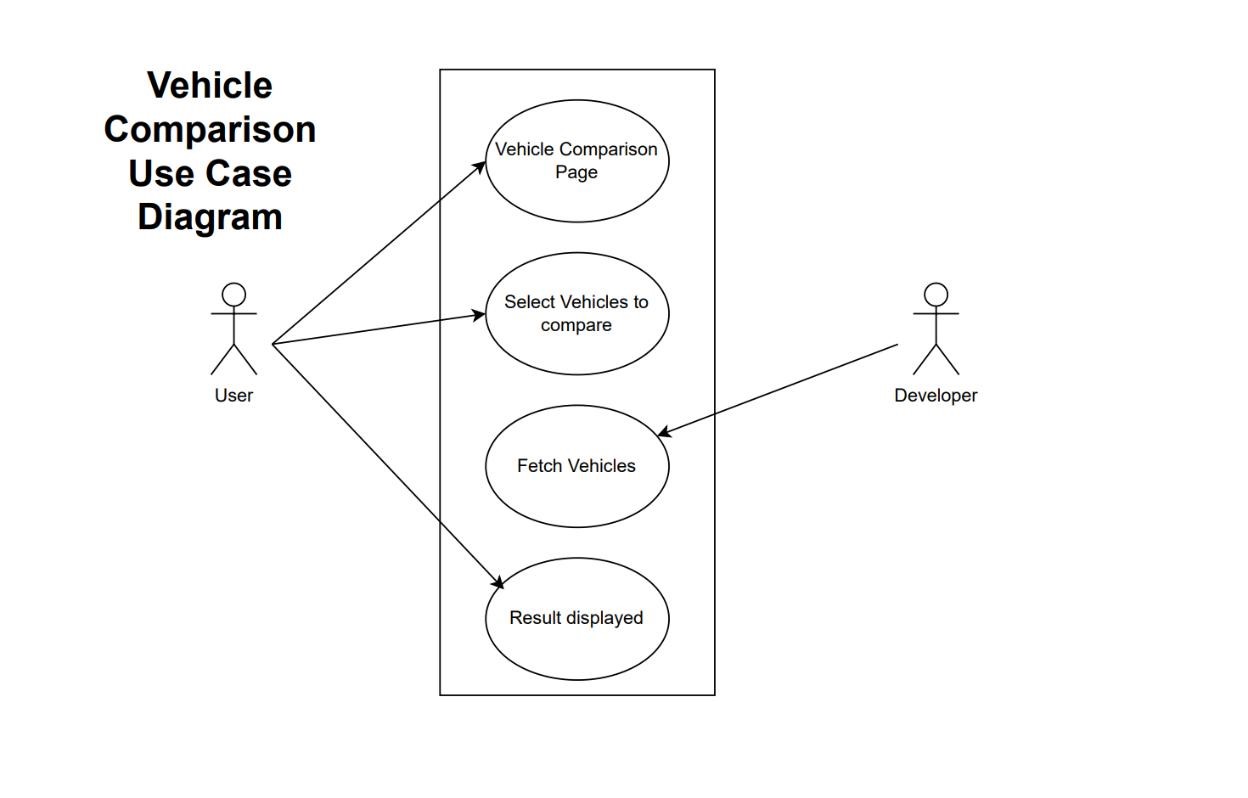 Vehicle
Comparison
Use Case
Diagram
Vehicle Comparison
Page
Select Vehicles to
compare
User
Developer
Fetch Vehicles
Result displayed